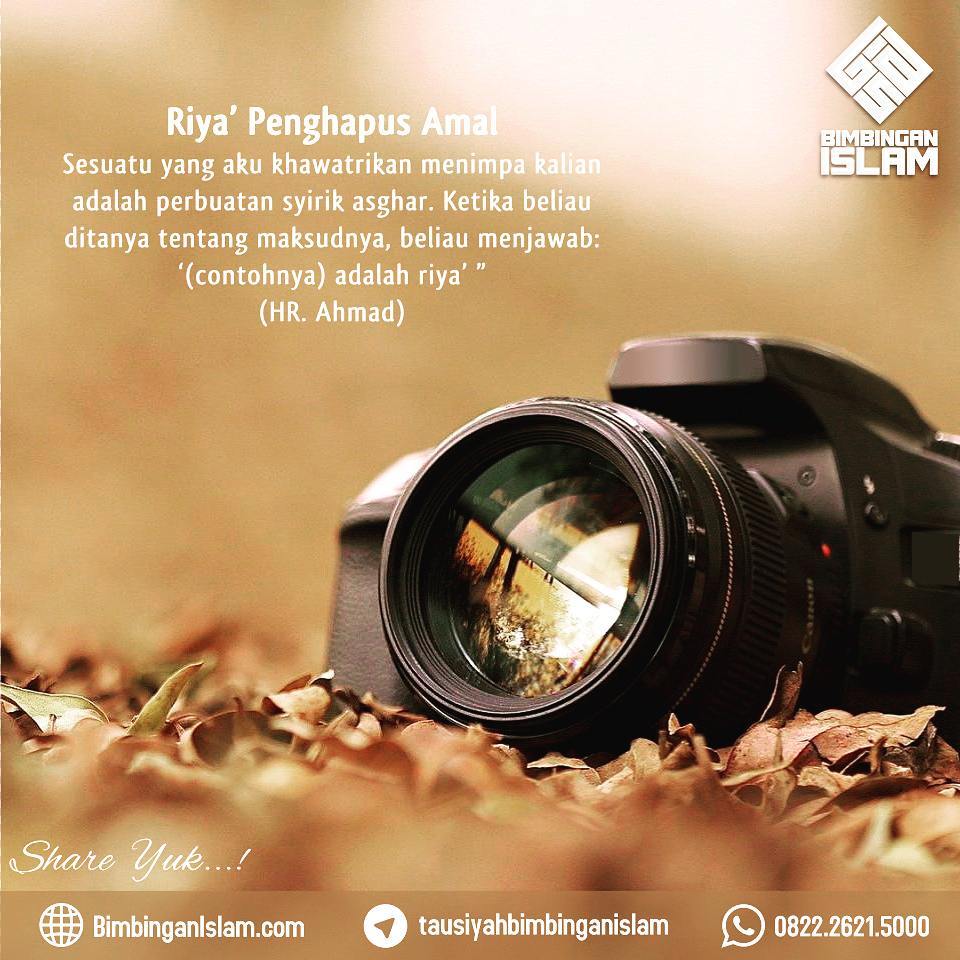 Riya' Penghapus Amal
Sesuatu yang aku khawatrikan menimpa kalian
adalah perbuatan syirik asghar. Ketika beliau
ditanya tentang maksudnya, beliau menjawab:
‘(contohnya) adalah riya’ ”
(HR. Ahmad)
BIMBINGAN
ISLAM
Canon
Share Yuk...!
BimbinganIslam.com
tausiyahbimbinganislam
0822.2621.5000